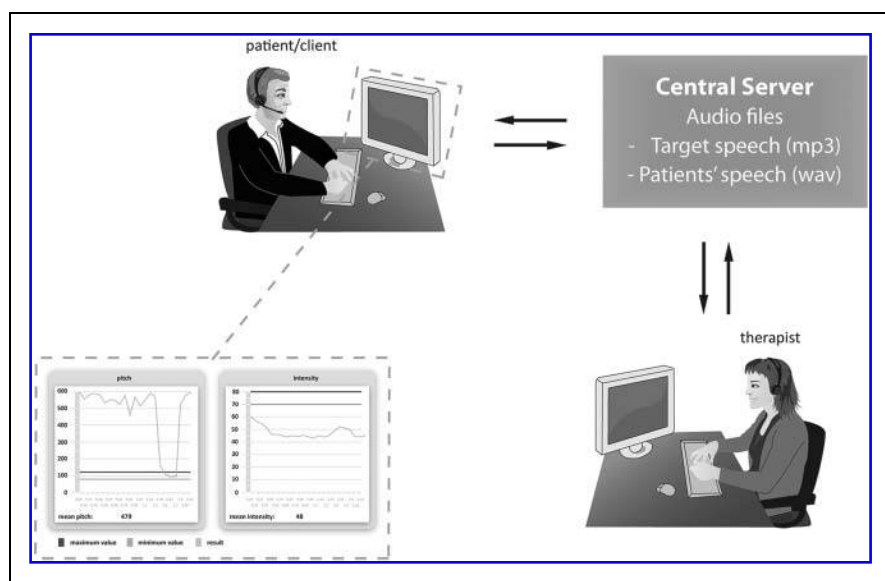 patient/client
Central Server
Audio files
- Target speech (mp3)
- Patients' speech (wav)
therapist
pitch
600
500
400
300
200
100
0
mean pitch: 479
intensity
80
70
60
50
40
30
20
10
0
mean intensity: 48
maximum value
minimum value
result